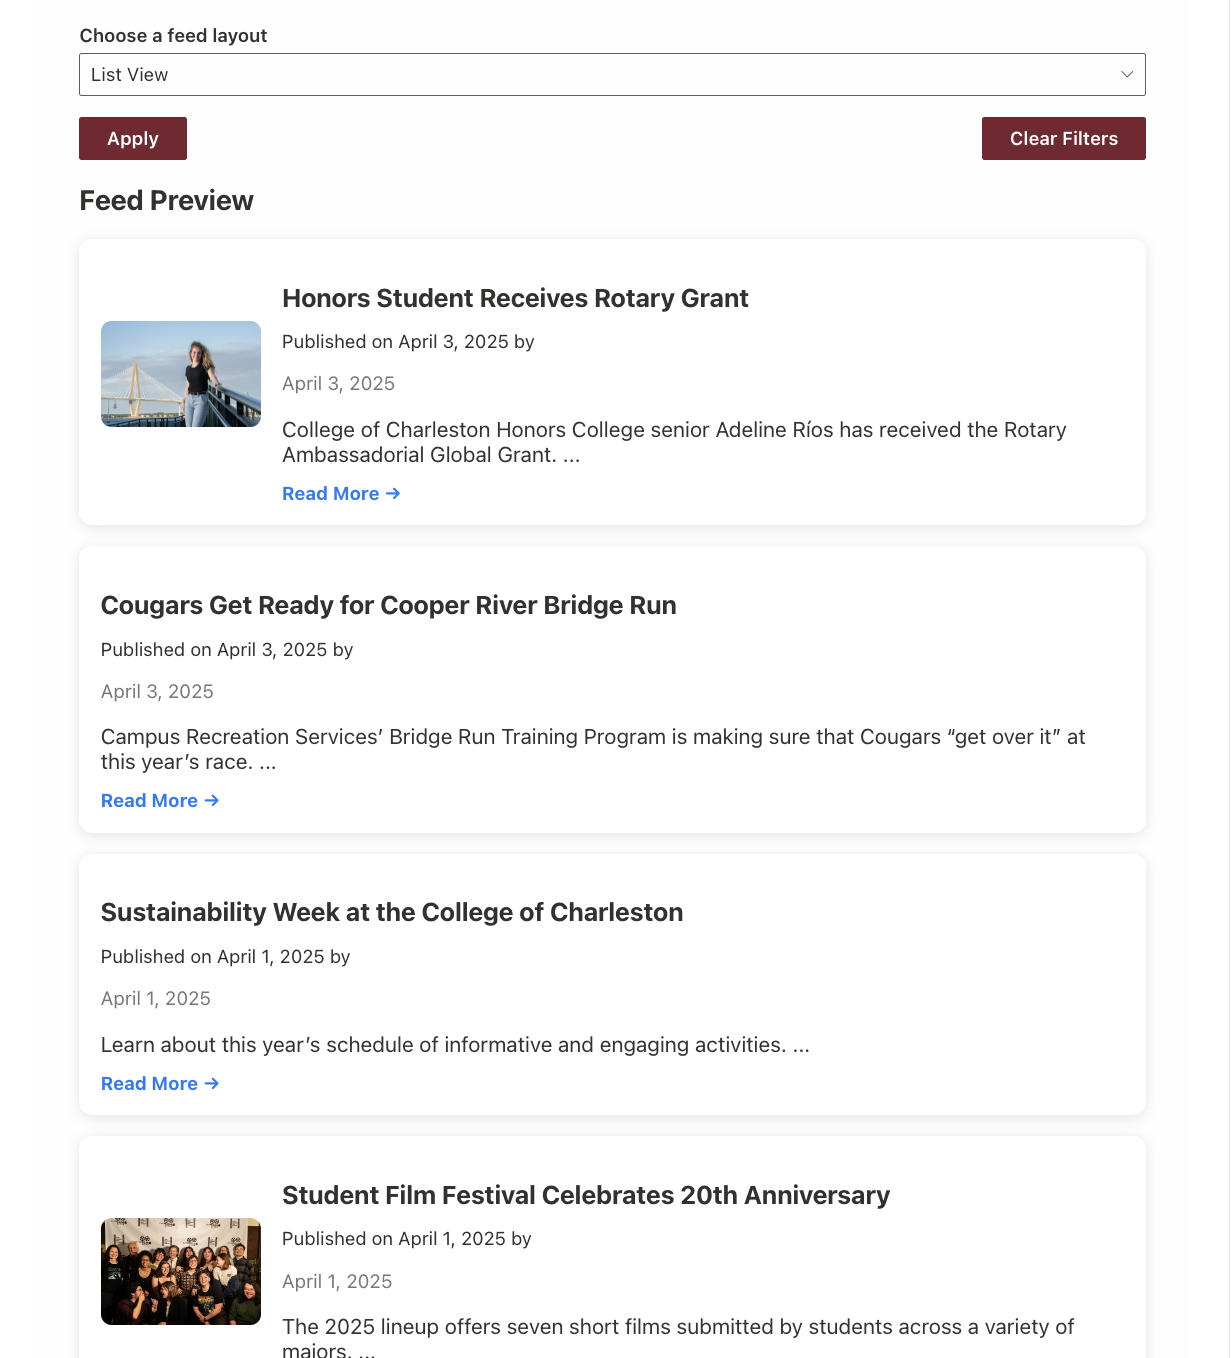 Choose a feed layout
List View
Apply
Clear Filters
Feed Preview
Honors Student Receives Rotary Grant
Published on April 3, 2025 by
April 3, 2025
College of Charleston Honors College senior Adeline Ríos has received the Rotary
Ambassadorial Global Grant. ...
Read More →
Cougars Get Ready for Cooper River Bridge Run
Published on April 3, 2025 by
April 3, 2025
Campus Recreation Services’ Bridge Run Training Program is making sure that Cougars “get over it” at
this year’s race. ...
Read More →
Sustainability Week at the College of Charleston
Published on April 1, 2025 by
April 1, 2025
Learn about this year’s schedule of informative and engaging activities. ...
Read More →
Student Film Festival Celebrates 20th Anniversary
Published on April 1, 2025 by
April 1, 2025
The 2025 lineup offers seven short films submitted by students across a variety of
majors. ...